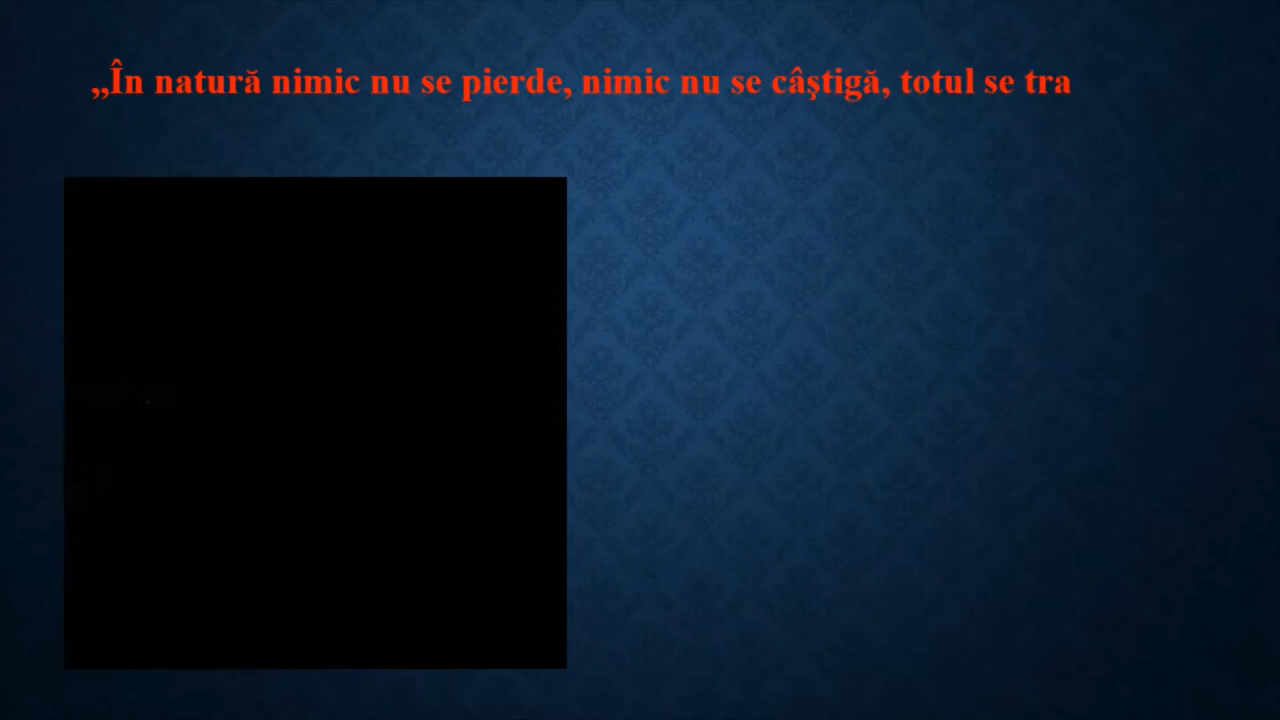 „În natură nimic nu se pierde, nimic nu se câştigă, totul se tra